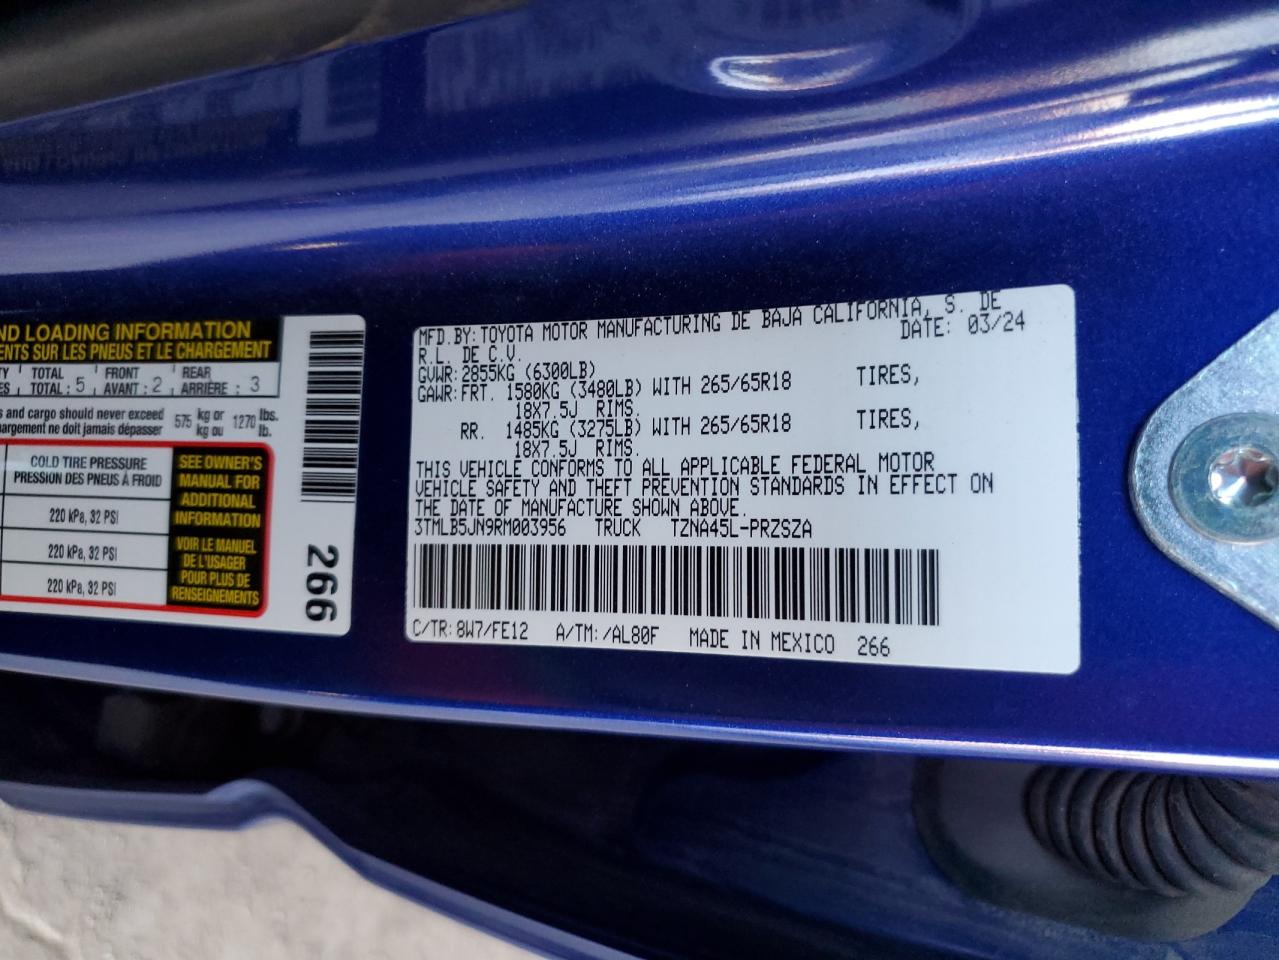 ND LOADING INFORMATION
ENTS SUR LES PNEUS ET LE CHARGEMENT
TOTAL FRONT REAR
TOTAL : 5 AVANT : 2 ARRIÈRE : 3
s and cargo should never exceed 575 kg or 1270 lbs.
argement ne doit jamais dépasser kg ou lb.
COLD TIRE PRESSURE
PRESSION DES PNEUS À FROID
220 kPa, 32 PSI
220 kPa, 32 PSI
220 kPa, 32 PSI
SEE OWNER'S
MANUAL FOR
ADDITIONAL
INFORMATION
VOIR LE MANUEL
DE L'USAGER
POUR PLUS DE
RENSEIGNEMENTS
266
MFD. BY: TOYOTA MOTOR MANUFACTURING DE BAJA CALIFORNIA, S. DE
R.L. DE C.V. DATE: 03/24
GVWR: 2855KG (6300LB)
GAWR: FRT. 1580KG (3480LB) WITH 265/65R18 TIRES,
18X7.5J RIMS.
RR. 1485KG (3275LB) WITH 265/65R18 TIRES,
18X7.5J RIMS.
THIS VEHICLE CONFORMS TO ALL APPLICABLE FEDERAL MOTOR
VEHICLE SAFETY AND THEFT PREVENTION STANDARDS IN EFFECT ON
THE DATE OF MANUFACTURE SHOWN ABOVE.
3TMLB5JN9RM003956 TRUCK TZNA45L-PRZSZA
C/TR: 8W7/FE12 A/TM: /AL80F MADE IN MEXICO 266